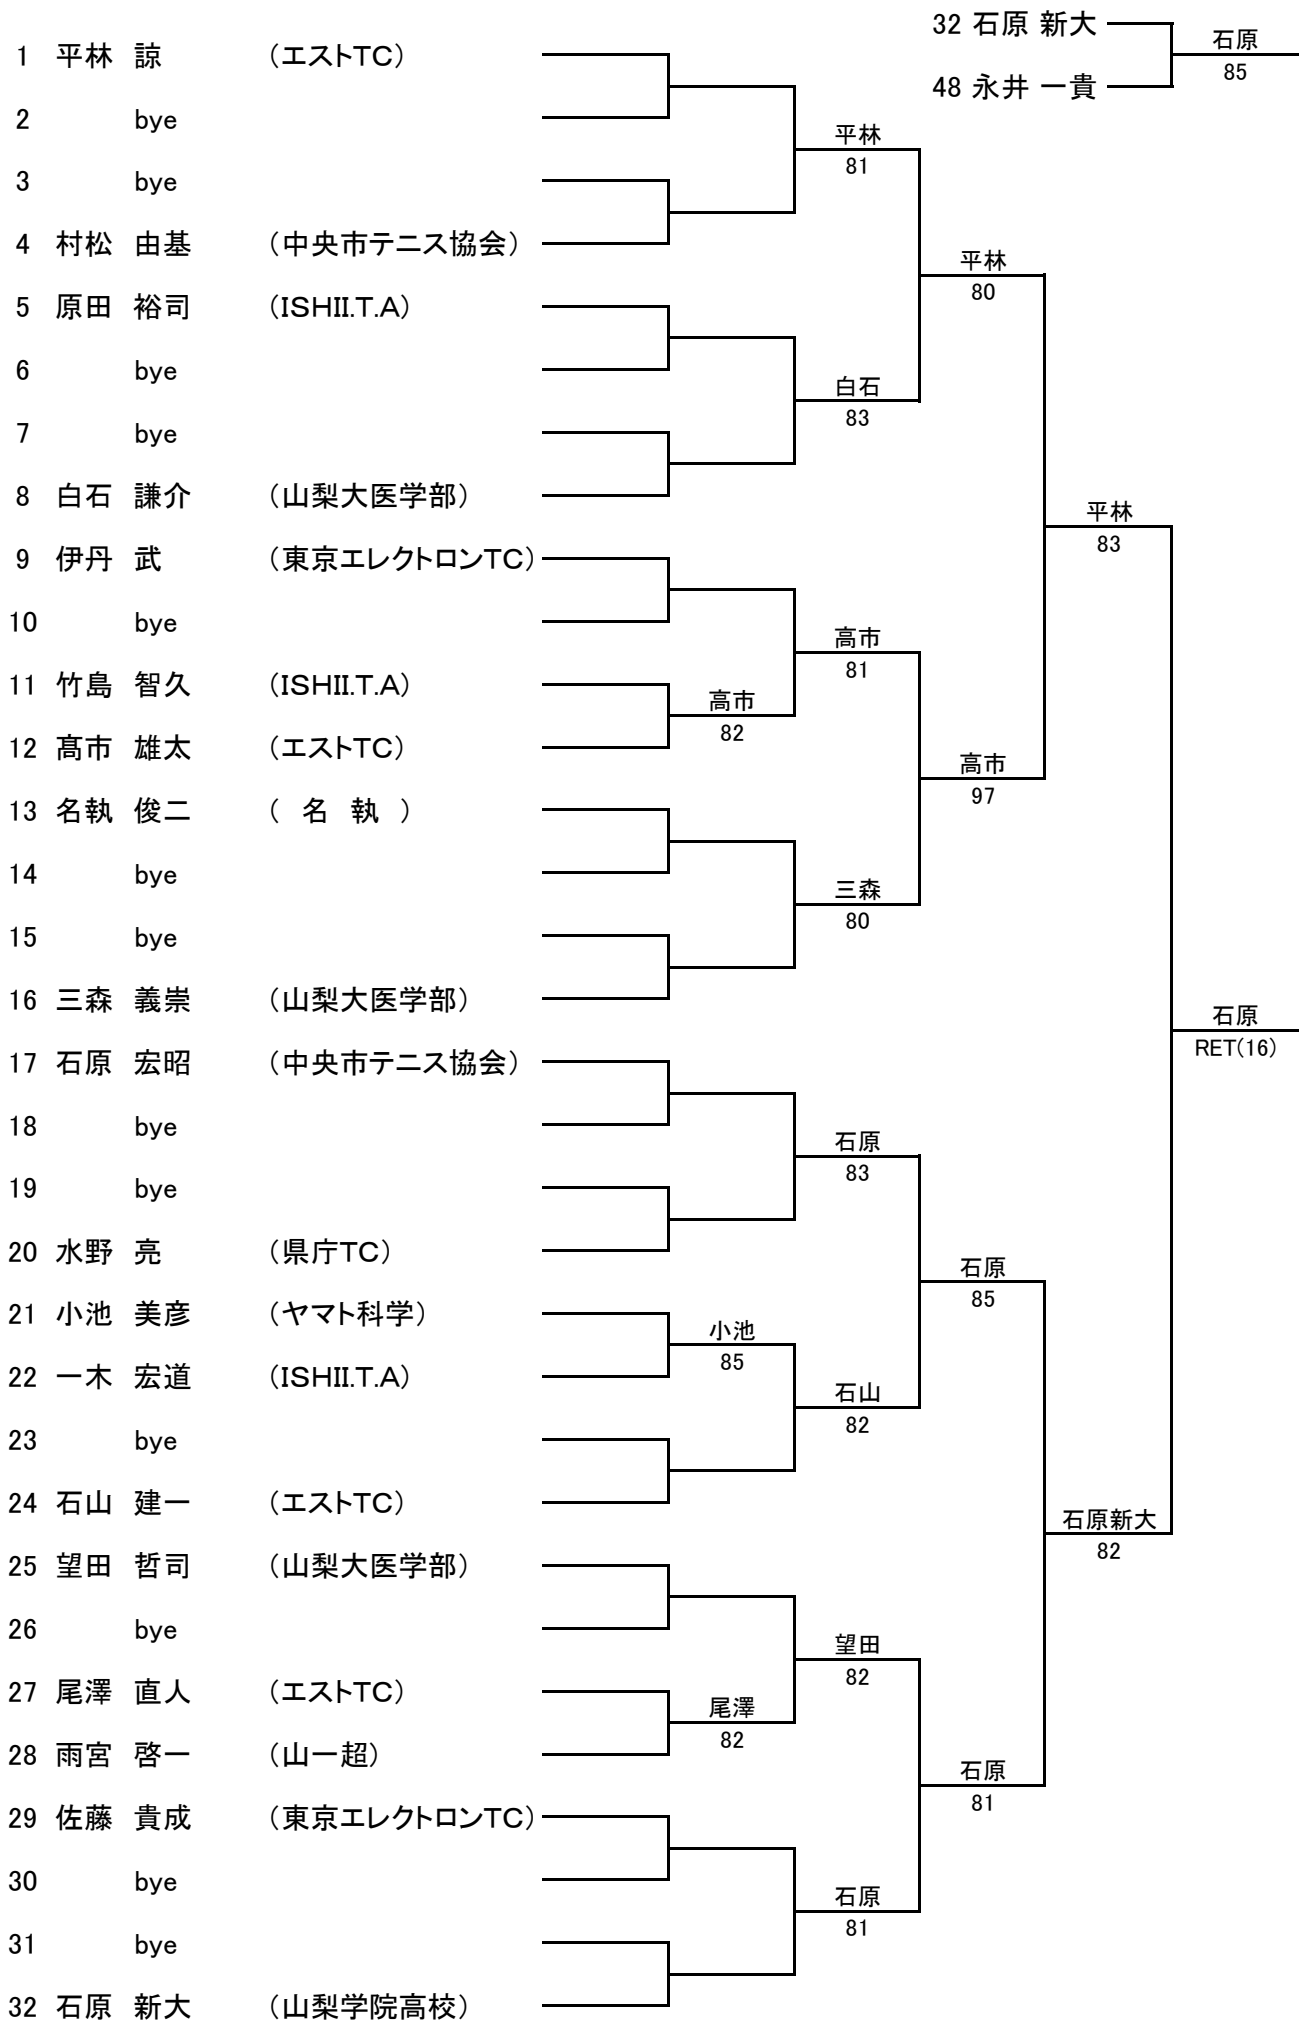 32 石原 新大
石原
85
48 永井 一貴
1 平林 諒 (エストTC)
2 bye
平林
81
3 bye
4 村松 由基 (中央市テニス協会)
平林
80
5 原田 裕司 (ISHII.T.A)
6 bye
白石
83
7 bye
8 白石 謙介 (山梨大医学部)
平林
83
9 伊丹 武 (東京エレクトロンTC)
10 bye
高市
81
11 竹島 智久 (ISHII.T.A)
高市
82
12 髙市 雄太 (エストTC)
高市
97
13 名執 俊二 ( 名 執 )
14 bye
三森
80
15 bye
16 三森 義崇 (山梨大医学部)
石原
RET(16)
17 石原 宏昭 (中央市テニス協会)
18 bye
石原
83
19 bye
20 水野 亮 (県庁TC)
石原
85
21 小池 美彦 (ヤマト科学)
小池
85
22 一木 宏道 (ISHII.T.A)
石山
82
23 bye
24 石山 建一 (エストTC)
石原新大
82
25 望田 哲司 (山梨大医学部)
26 bye
望田
82
27 尾澤 直人 (エストTC)
尾澤
82
28 雨宮 啓一 (山一超)
石原
81
29 佐藤 貴成 (東京エレクトロンTC)
30 bye
石原
81
31 bye
32 石原 新大 (山梨学院高校)